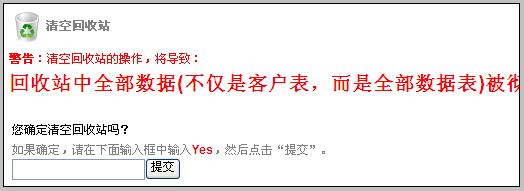 清空回收站
警告：清空回收站的操作，将导致：
回收站中全部数据(不仅是客户表，而是全部数据表)被彻
您确定清空回收站吗？
如果确定，请在下面输入框中输入Yes，然后点击“提交”。
提交